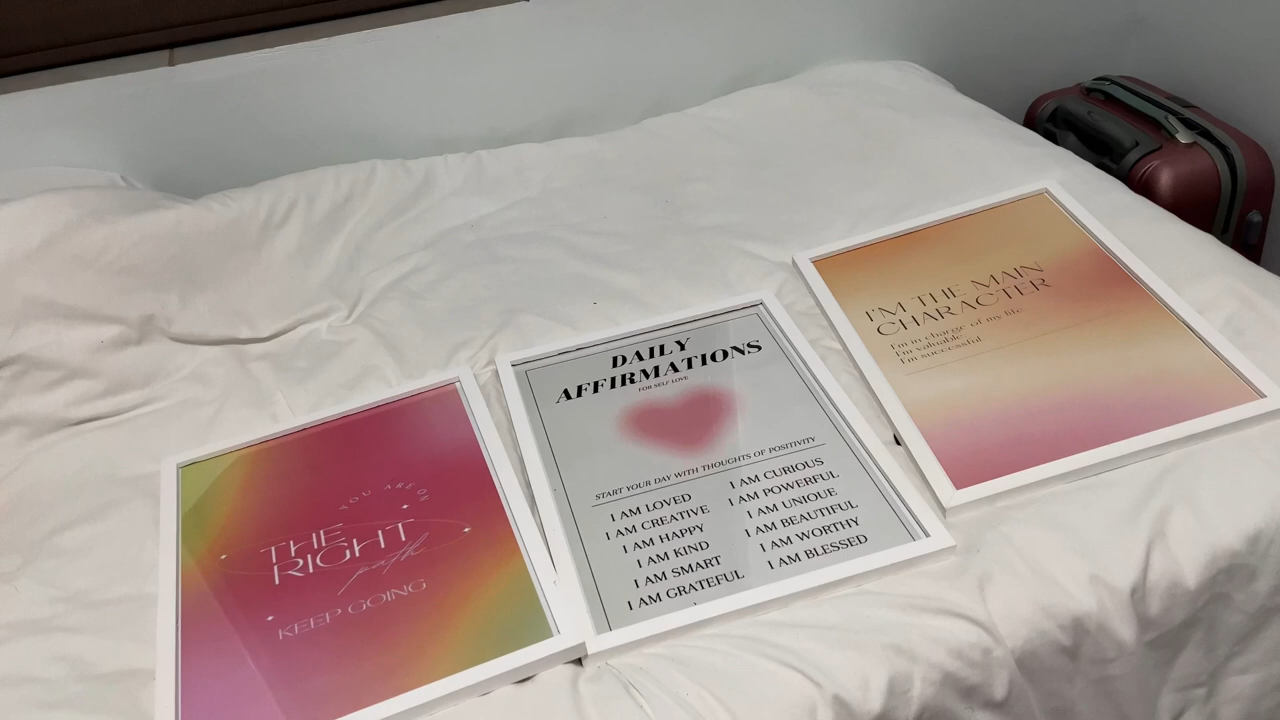 YOU ARE ON
THE
RIGHT
path
KEEP GOING
DAILY
AFFIRMATIONS
FOR SELF LOVE
START YOUR DAY WITH THOUGHTS OF POSITIVITY
I AM LOVED
I AM CREATIVE
I AM HAPPY
I AM KIND
I AM SMART
I AM GRATEFUL
I AM CURIOUS
I AM POWERFUL
I AM UNIQUE
I AM BEAUTIFUL
I AM WORTHY
I AM BLESSED
I'M THE MAIN
CHARACTER
I'm in charge of my life
I'm valuable
I'm successful